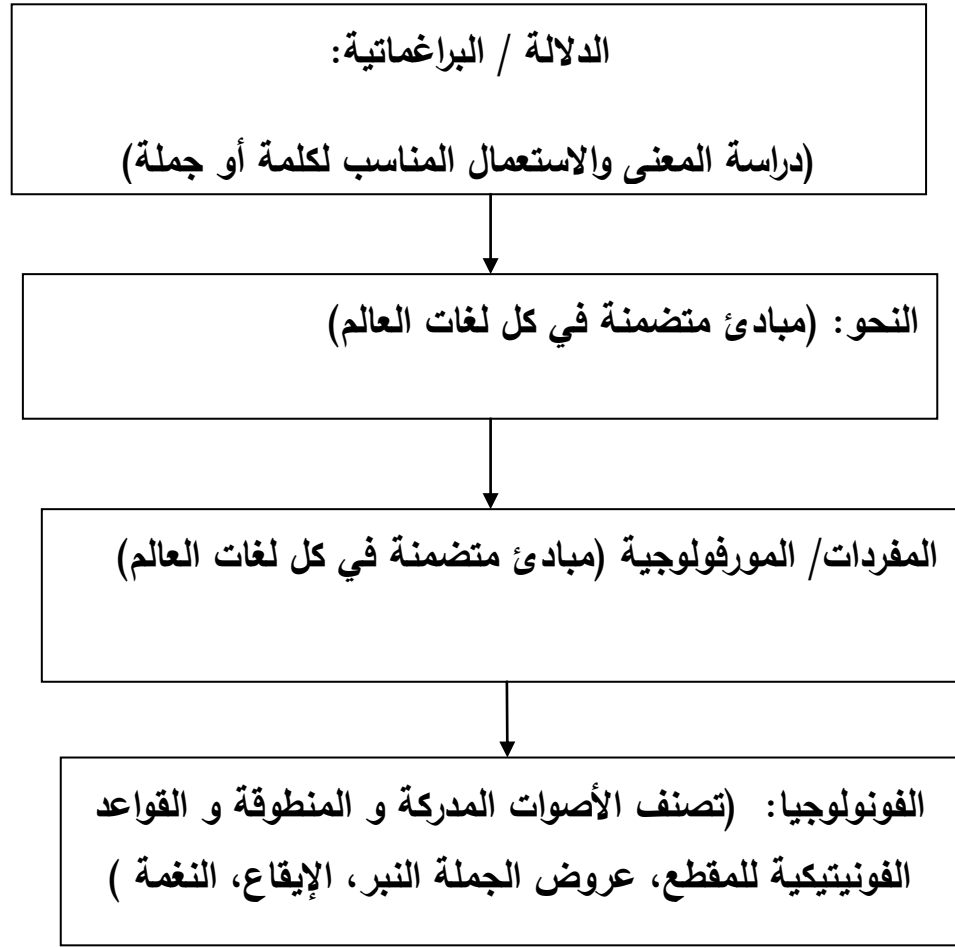 الدلالة / البراغماتية:
(دراسة المعنى والاستعمال المناسب لكلمة أو جملة)
النحو: (مبادئ متضمنة في كل لغات العالم)
المفردات/ المورفولوجية (مبادئ متضمنة في كل لغات العالم)
الفونولوجيا: (تصنف الأصوات المدركة و المنطوقة و القواعد
الفونيتيكية للمقطع، عروض الجملة النبر، الإيقاع، النغمة )